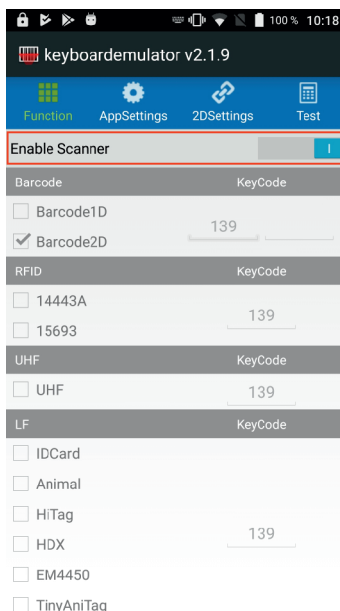 100 % 10:18
keyboardemulator v2.1.9
Function AppSettings 2DSettings Test
Enable Scanner
Barcode KeyCode
Barcode1D
139
Barcode2D
RFID KeyCode
14443A
139
15693
UHF KeyCode
UHF 139
LF KeyCode
IDCard
Animal
HiTag
139
HDX
EM4450
TinyAniTag